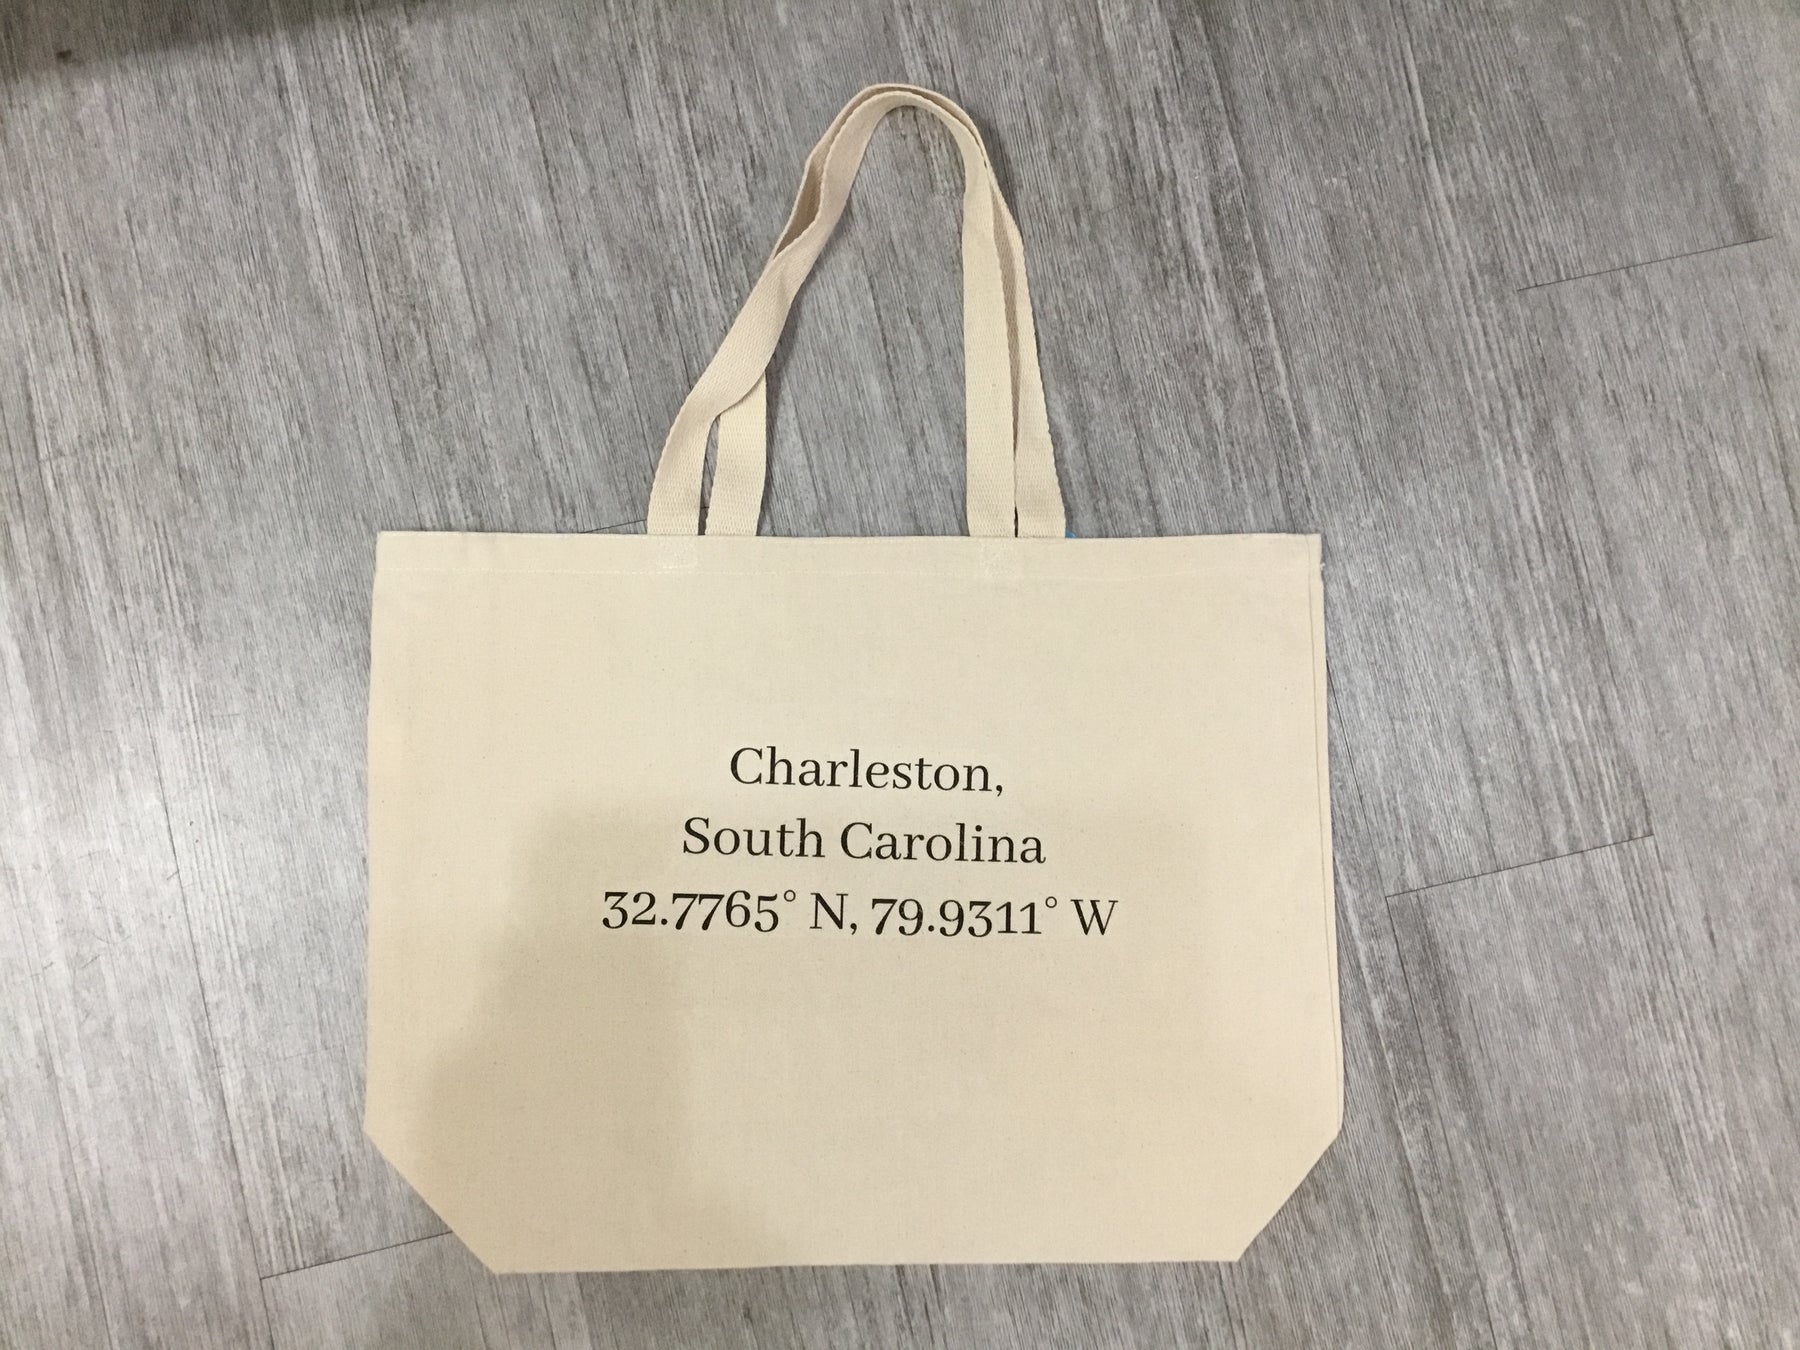 Charleston,
South Carolina
32.7765° N, 79.9311° W